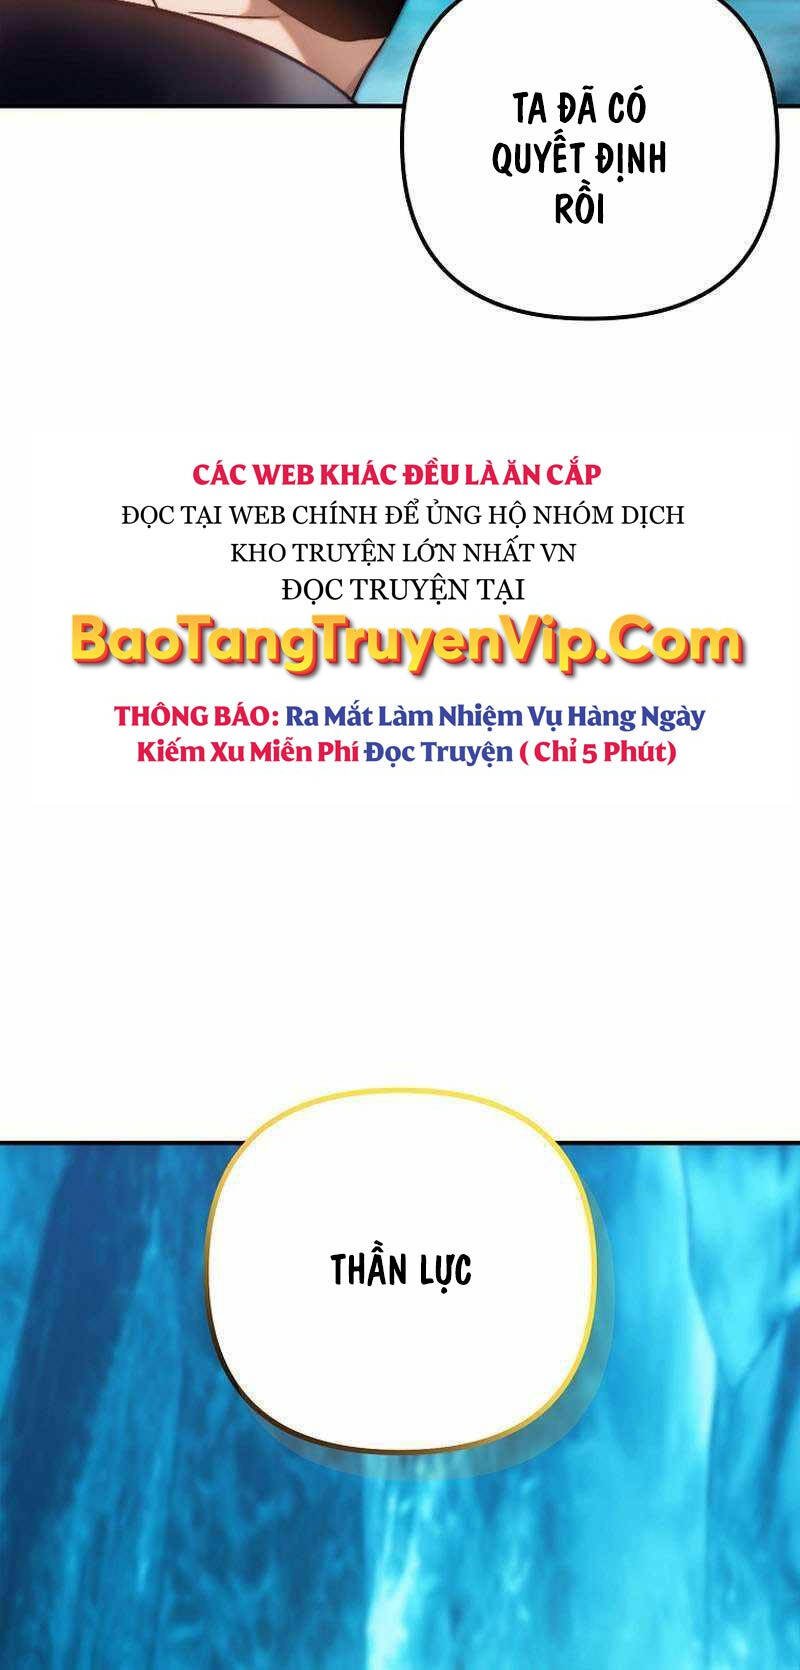 TA ĐÃ CÓ
QUYẾT ĐỊNH
RỒI
CÁC WEB KHÁC ĐỀU LÀ ĂN CẮP
ĐỌC TẠI WEB CHÍNH ĐỂ ỦNG HỘ NHÓM DỊCH
KHO TRUYỆN LỚN NHẤT VN
ĐỌC TRUYỆN TẠI
BaoTangTruyenVip.Com
THÔNG BÁO: Ra Mắt Làm Nhiệm Vụ Hàng Ngày
Kiếm Xu Miễn Phí Đọc Truyện ( Chỉ 5 Phút)
THẦN LỰC